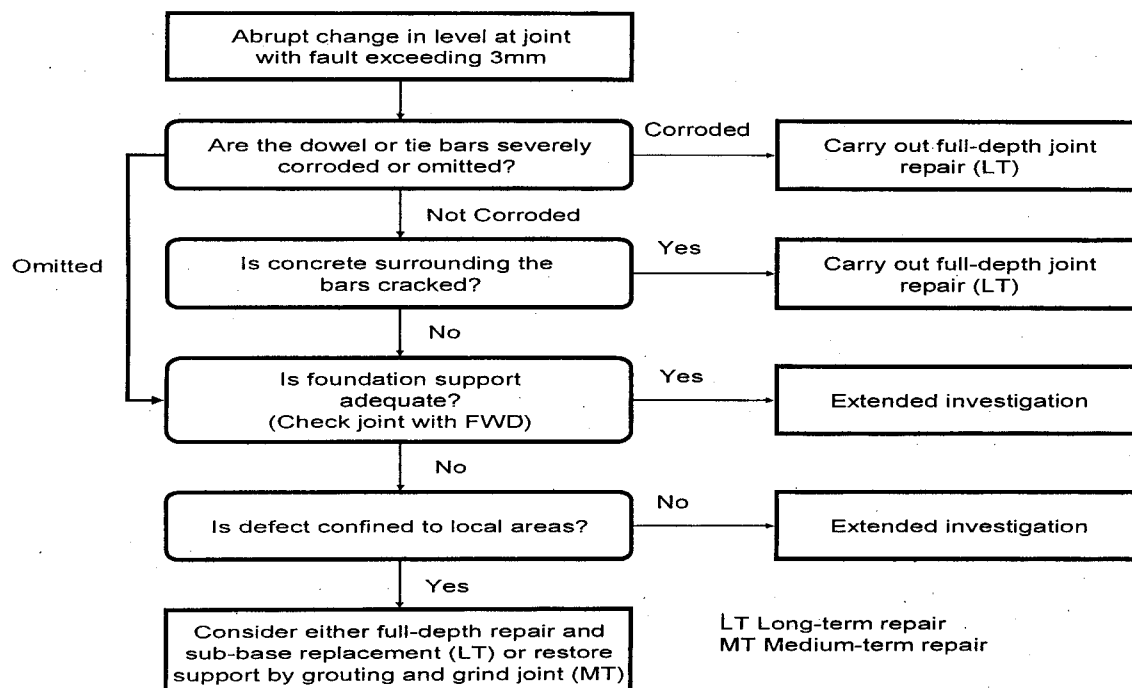 Abrupt change in level at joint
with fault exceeding 3mm
Are the dowel or tie bars severely
corroded or omitted?
Corroded
Carry out full-depth joint
repair (LT)
Not Corroded
Omitted
Is concrete surrounding the
bars cracked?
Yes
Carry out full-depth joint
repair (LT)
No
Is foundation support
adequate?
(Check joint with FWD)
Yes
Extended investigation
No
Is defect confined to local areas?
No
Extended investigation
Yes
Consider either full-depth repair and
sub-base replacement (LT) or restore
support by grouting and grind joint (MT)
LT Long-term repair
MT Medium-term repair